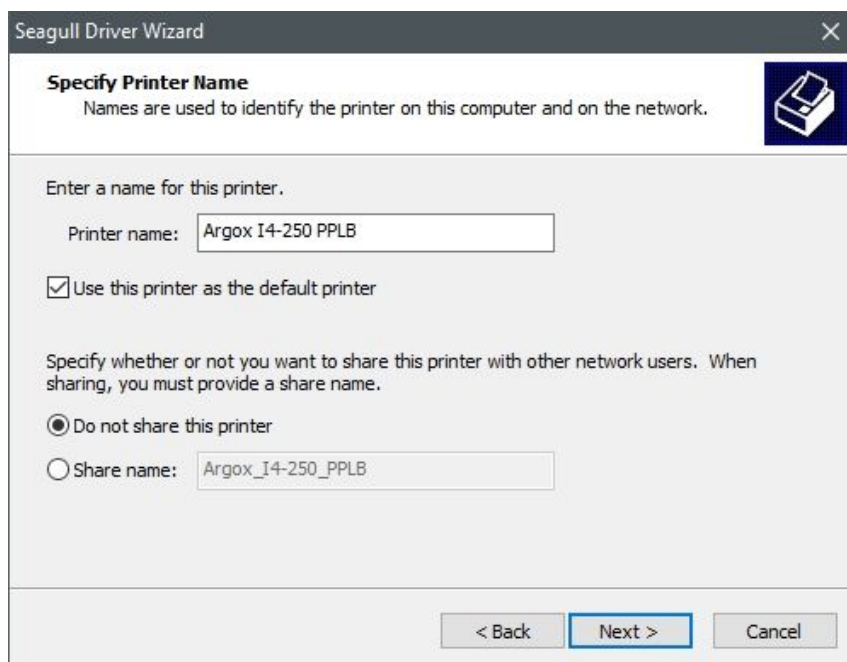 Seagull Driver Wizard
Specify Printer Name
Names are used to identify the printer on this computer and on the network.
Enter a name for this printer.
Printer name: Argox I4-250 PPLB
Use this printer as the default printer
Specify whether or not you want to share this printer with other network users.  When
sharing, you must provide a share name.
Do not share this printer
Share name: Argox_I4-250_PPLB
< Back Next > Cancel